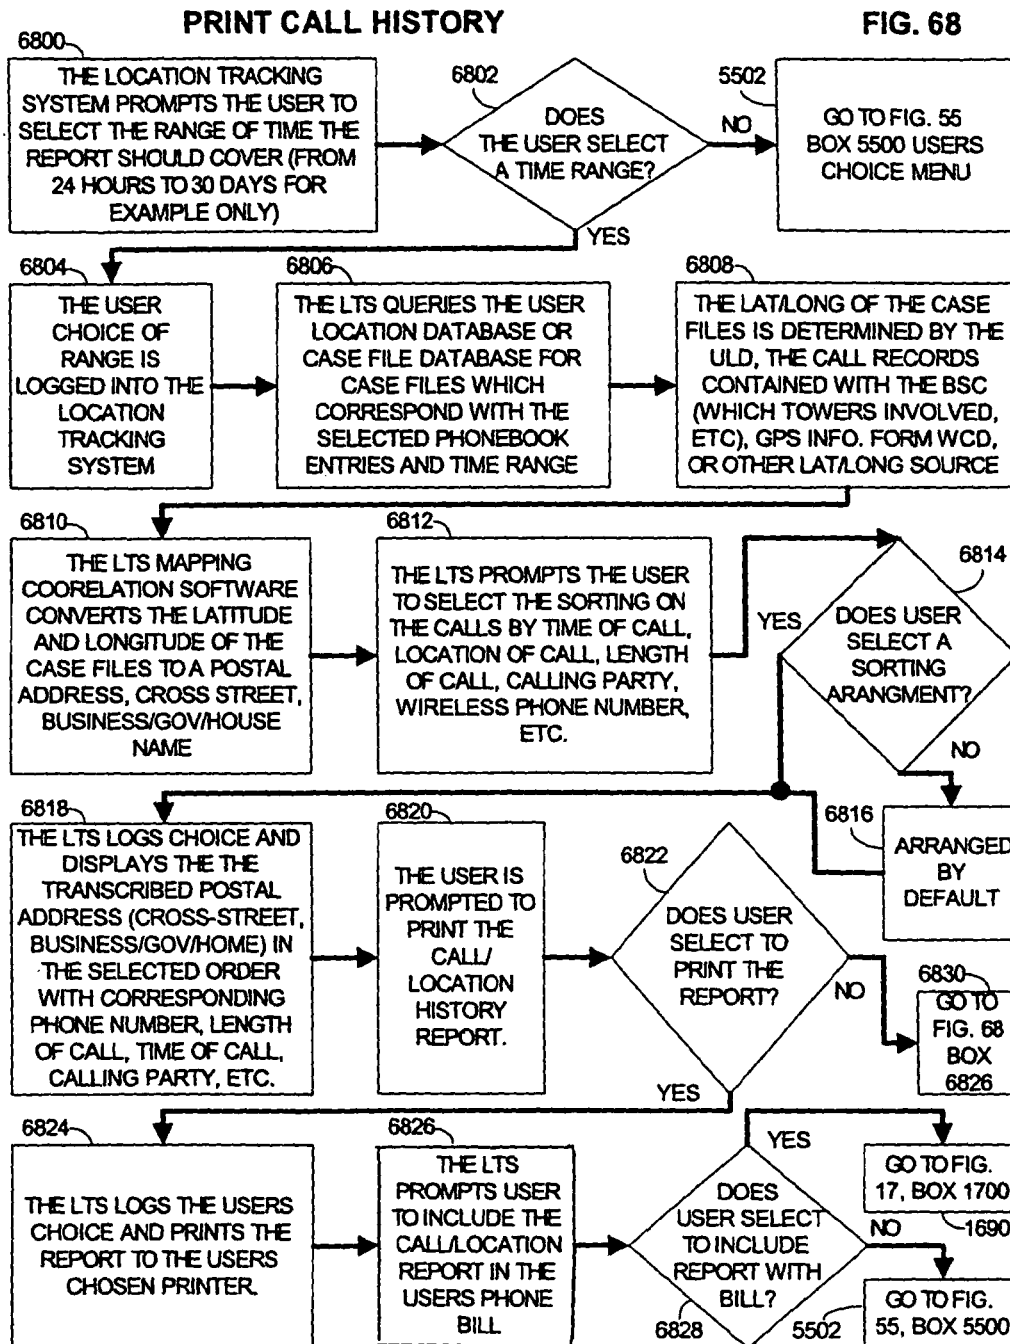 PRINT CALL HISTORY
FIG. 68
6800
THE LOCATION TRACKING
SYSTEM PROMPTS THE USER TO
SELECT THE RANGE OF TIME THE
REPORT SHOULD COVER (FROM
24 HOURS TO 30 DAYS FOR
EXAMPLE ONLY)
6802
DOES
THE USER SELECT
A TIME RANGE?
NO
YES
5502
GO TO FIG. 55
BOX 5500 USERS
CHOICE MENU
6804
THE USER
CHOICE OF
RANGE IS
LOGGED INTO THE
LOCATION
TRACKING
SYSTEM
6806
THE LTS QUERIES THE USER
LOCATION DATABASE OR
CASE FILE DATABASE FOR
CASE FILES WHICH
CORRESPOND WITH THE
SELECTED PHONEBOOK
ENTRIES AND TIME RANGE
6808
THE LAT/LONG OF THE CASE
FILES IS DETERMINED BY THE
ULD, THE CALL RECORDS
CONTAINED WITH THE BSC
(WHICH TOWERS INVOLVED,
ETC), GPS INFO. FORM WCD,
OR OTHER LAT/LONG SOURCE
6810
THE LTS MAPPING
COORELATION SOFTWARE
CONVERTS THE LATITUDE
AND LONGITUDE OF THE
CASE FILES TO A POSTAL
ADDRESS, CROSS STREET,
BUSINESS/GOV/HOUSE
NAME
6812
THE LTS PROMPTS THE USER
TO SELECT THE SORTING ON
THE CALLS BY TIME OF CALL,
LOCATION OF CALL, LENGTH
OF CALL, CALLING PARTY,
WIRELESS PHONE NUMBER,
ETC.
6814
YES
DOES USER
SELECT A
SORTING
ARANGMENT?
NO
6816
ARRANGED
BY
DEFAULT
6818
THE LTS LOGS CHOICE AND
DISPLAYS THE THE
TRANSCRIBED POSTAL
ADDRESS (CROSS-STREET,
BUSINESS/GOV/HOME) IN
THE SELECTED ORDER
WITH CORRESPONDING
PHONE NUMBER, LENGTH
OF CALL, TIME OF CALL,
CALLING PARTY, ETC.
6820
THE USER IS
PROMPTED TO
PRINT THE
CALL/
LOCATION
HISTORY
REPORT.
6822
DOES USER
SELECT TO
PRINT THE
REPORT?
NO
YES
6830
GO TO
FIG. 68
BOX
6826
6824
THE LTS LOGS THE USERS
CHOICE AND PRINTS THE
REPORT TO THE USERS
CHOSEN PRINTER.
6826
THE LTS
PROMPTS USER
TO INCLUDE THE
CALL/LOCATION
REPORT IN THE
USERS PHONE
BILL
YES
DOES
USER SELECT
TO INCLUDE
REPORT WITH
BILL?
6828
NO
GO TO FIG.
17, BOX 1700
1690
5502
GO TO FIG.
55, BOX 5500